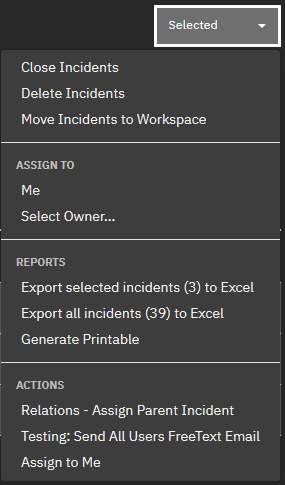 Selected
Close Incidents
Delete Incidents
Move Incidents to Workspace
ASSIGN TO
Me
Select Owner...
REPORTS
Export selected incidents (3) to Excel
Export all incidents (39) to Excel
Generate Printable
ACTIONS
Relations - Assign Parent Incident
Testing: Send All Users FreeText Email
Assign to Me